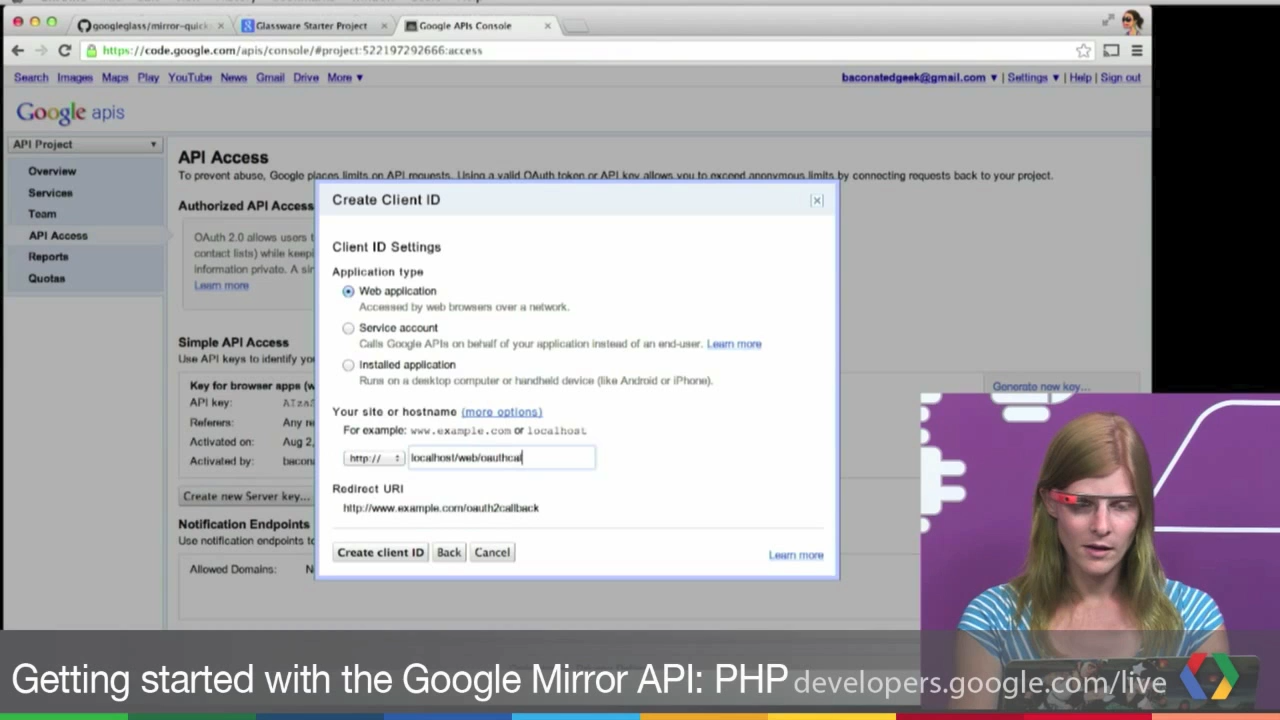 googleglass/mirror-quick
Glassware Starter Project
Google APIs Console
https://code.google.com/apis/console/#project:522197292666:access
Search Images Maps Play YouTube News Gmail Drive More ▼
baconatedgeek@gmail.com ▼ | Settings ▼ | Help | Sign out
Google apis
API Project
Overview
Services
Team
API Access
Reports
Quotas
API Access
To prevent abuse, Google places limits on API requests. Using a valid OAuth token or API key allows you to exceed anonymous limits by connecting requests back to your project.
Authorized API Access
OAuth 2.0 allows users t
contact lists) while keepi
information private. A si
Learn more
Simple API Access
Use API keys to identify yo
Key for browser apps (w
API key: AIza
Referers: Any re
Activated on: Aug 2,
Activated by: bacona
Generate new key...
Create new Server key...
Notification Endpoints
Use notification endpoints to
Allowed Domains: N
Create Client ID
Client ID Settings
Application type
Web application
Accessed by web browsers over a network.
Service account
Calls Google APIs on behalf of your application instead of an end-user. Learn more
Installed application
Runs on a desktop computer or handheld device (like Android or iPhone).
Your site or hostname (more options)
For example: www.example.com or localhost
http:// localhost/web/oauthcal
Redirect URI
http://www.example.com/oauth2callback
Create client ID Back Cancel
Learn more
Getting started with the Google Mirror API: PHP developers.google.com/live